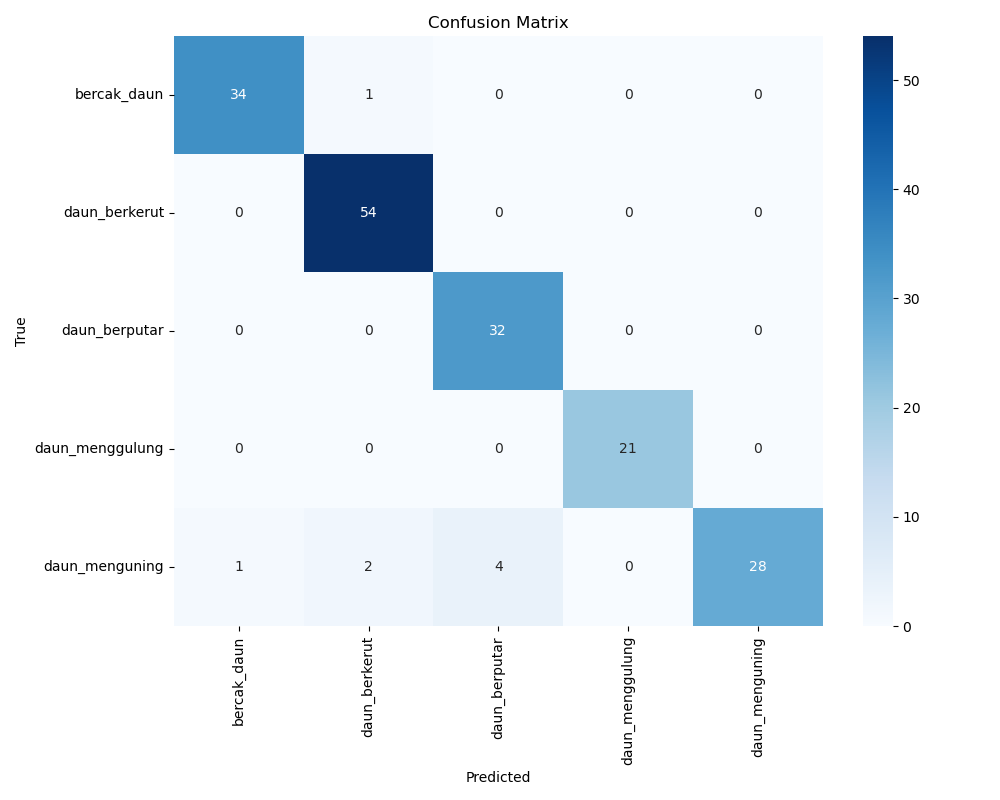 Confusion Matrix
True
bercak_daun 34 1 0 0 0
daun_berkerut 0 54 0 0 0
daun_berputar 0 0 32 0 0
daun_menggulung 0 0 0 21 0
daun_menguning 1 2 4 0 28
bercak_daun daun_berkerut daun_berputar daun_menggulung daun_menguning
Predicted
50
40
30
20
10
0